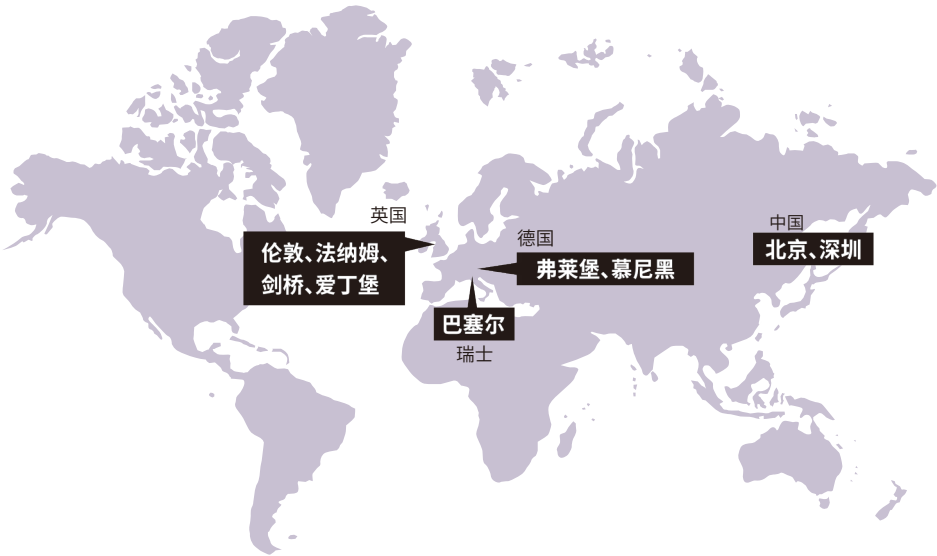 英国
伦敦、法纳姆、
剑桥、爱丁堡
德国
弗莱堡、慕尼黑
巴塞尔
瑞士
中国
北京、深圳